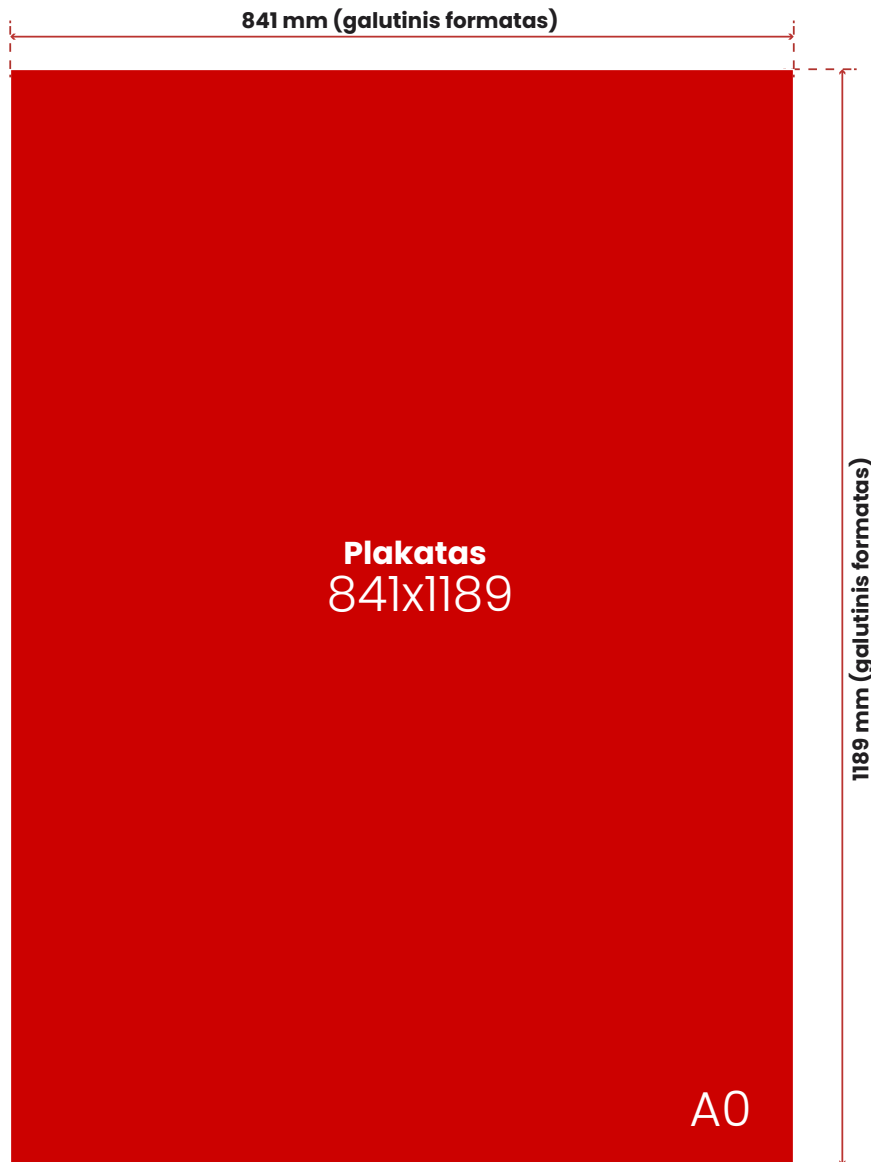 841 mm (galutinis formatas)
Plakatas
841x1189
1189 mm (galutinis formatas)
A0